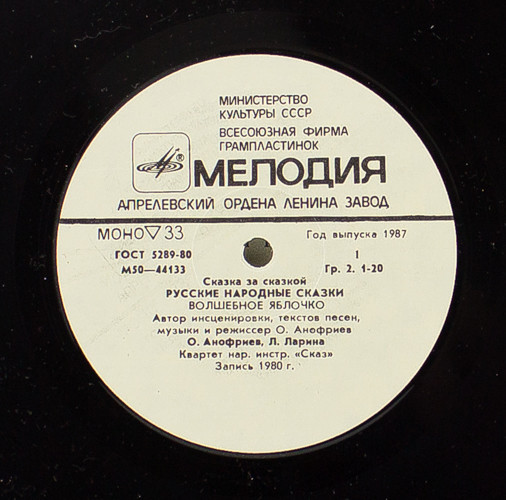 МИНИСТЕРСТВО
КУЛЬТУРЫ СССР
ВСЕСОЮЗНАЯ ФИРМА
ГРАМПЛАСТИНОК
® МЕЛОДИЯ
АПРЕЛЕВСКИЙ ОРДЕНА ЛЕНИНА ЗАВОД
МОНО ▽ 33
Год выпуска 1987
ГОСТ 5289-80
I
М50—44133
Гр. 2. 1-20
Сказка за сказкой
РУССКИЕ НАРОДНЫЕ СКАЗКИ
ВОЛШЕБНОЕ ЯБЛОЧКО
Автор инсценировки, текстов песен,
музыки и режиссер О. Анофриев
О. Анофриев, Л. Ларина
Квартет нар. инстр. «Сказ»
Запись 1980 г.